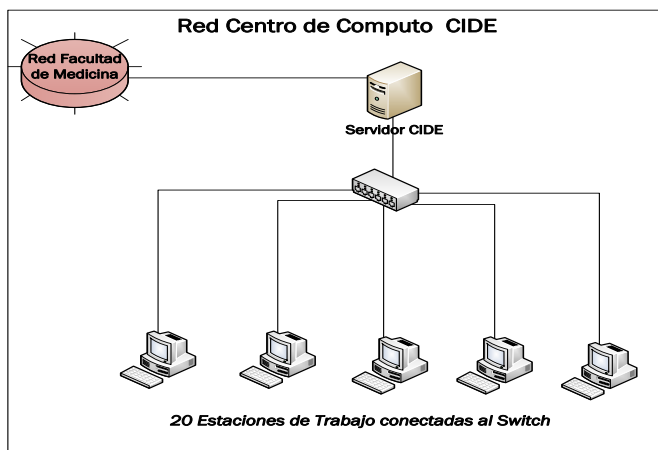 Red Centro de Computo CIDE
Red Facultad
de Medicina
Servidor CIDE
20 Estaciones de Trabajo conectadas al Switch